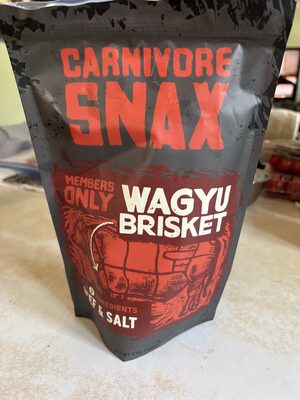 CARNIVORE
SNAX
MEMBERS
ONLY
WAGYU
BRISKET
& SALT